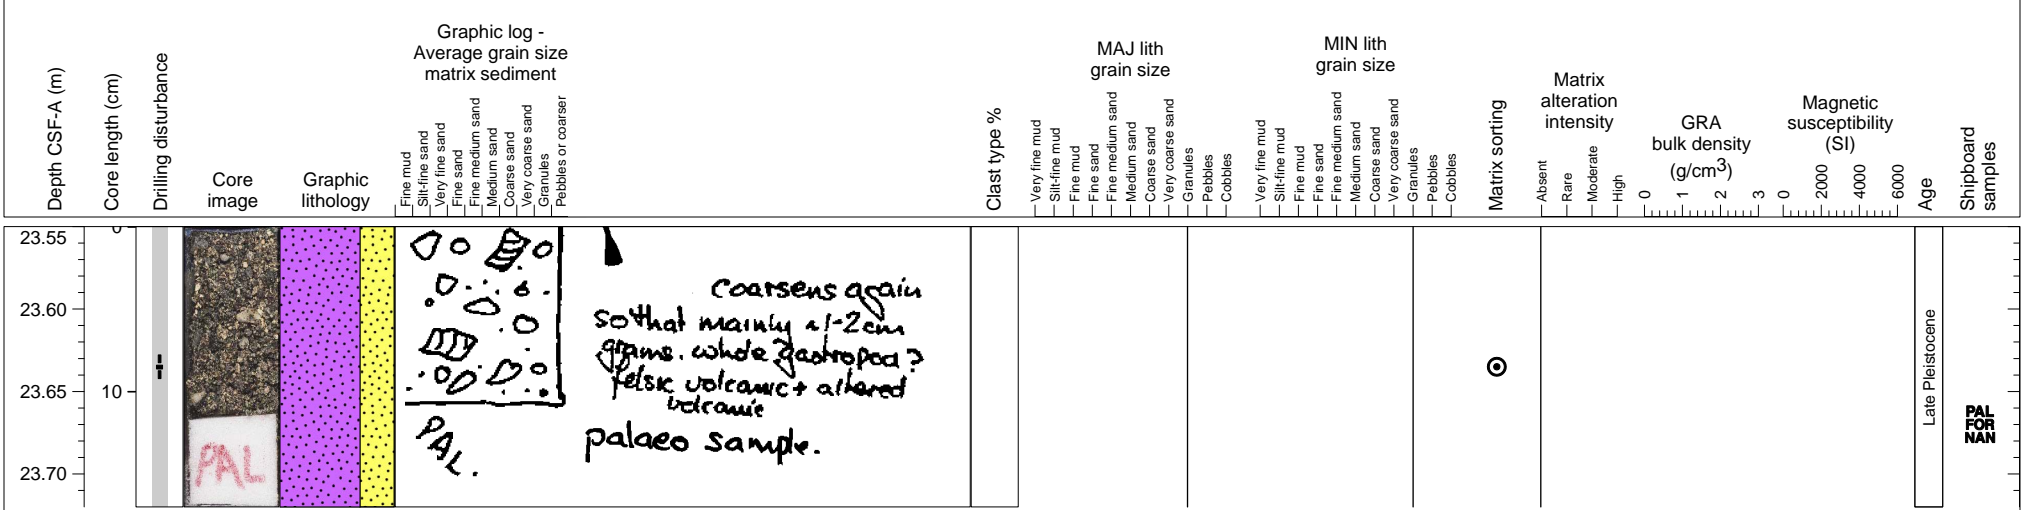 Depth CSF-A (m)
Core length (cm)
Drilling disturbance
Core
image
Graphic
lithology
Graphic log -
Average grain size
matrix sediment
Fine mud
Silt-fine sand
Very fine sand
Fine sand
Fine medium sand
Medium sand
Coarse sand
Very coarse sand
Granules
Pebbles or coarser
Clast type %
MAJ lith
grain size
Very fine mud
Silt-fine mud
Fine mud
Fine sand
Fine medium sand
Medium sand
Coarse sand
Very coarse sand
Granules
Pebbles
Cobbles
MIN lith
grain size
Very fine mud
Silt-fine mud
Fine mud
Fine sand
Fine medium sand
Medium sand
Coarse sand
Very coarse sand
Granules
Pebbles
Cobbles
Matrix sorting
Matrix
alteration
intensity
Absent
Rare
Moderate
High
GRA
bulk density
(g/cm3)
0 1 2 3
Magnetic
susceptibility
(SI)
0 2000 4000 6000
Age
Shipboard
samples
23.55
23.60
23.65
23.70
0
10
PAL
PAL.
coarsens again
so that mainly ~1-2cm
grains. whole gastropod?
felsic volcanic + altered
volcanic
palaeo sample.
Late Pleistocene
PAL
FOR
NAN